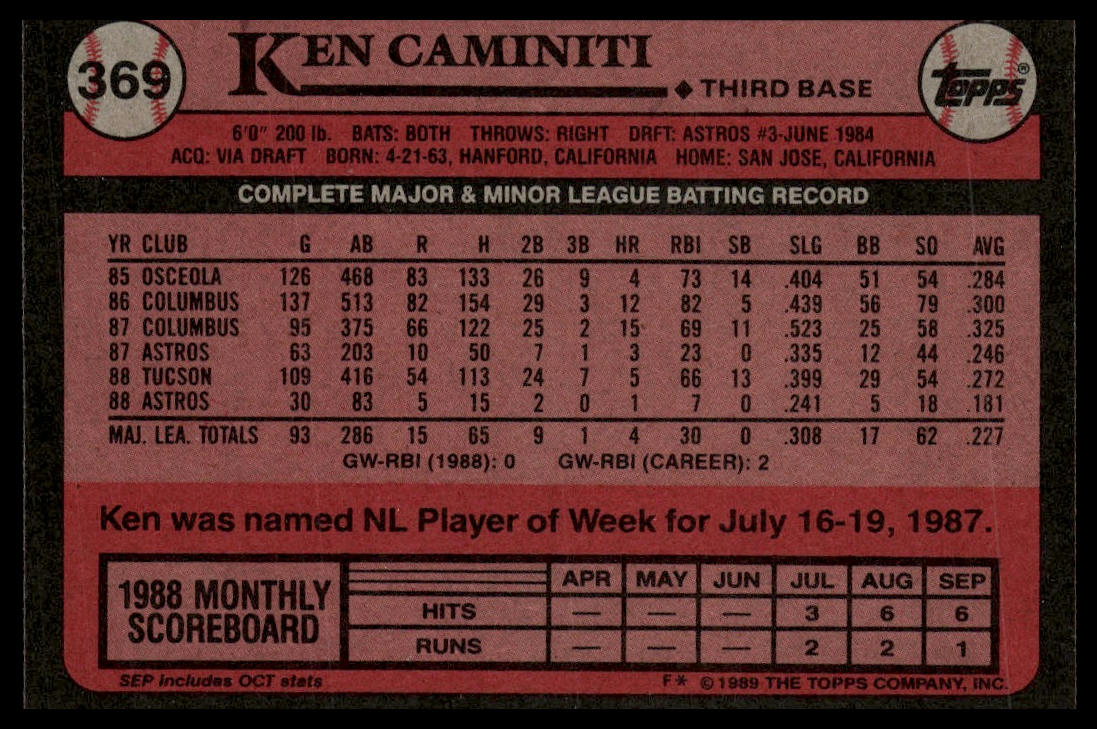 369
KEN CAMINITI
◆ THIRD BASE
TOPPS®
6'0" 200 lb. BATS: BOTH THROWS: RIGHT DRFT: ASTROS #3-JUNE 1984
ACQ: VIA DRAFT BORN: 4-21-63, HANFORD, CALIFORNIA HOME: SAN JOSE, CALIFORNIA
COMPLETE MAJOR & MINOR LEAGUE BATTING RECORD
YR CLUB G AB R H 2B 3B HR RBI SB SLG BB SO AVG
85 OSCEOLA 126 468 83 133 26 9 4 73 14 .404 51 54 .284
86 COLUMBUS 137 513 82 154 29 3 12 82 5 .439 56 79 .300
87 COLUMBUS 95 375 66 122 25 2 15 69 11 .523 25 58 .325
87 ASTROS 63 203 10 50 7 1 3 23 0 .335 12 44 .246
88 TUCSON 109 416 54 113 24 7 5 66 13 .399 29 54 .272
88 ASTROS 30 83 5 15 2 0 1 7 0 .241 5 18 .181
MAJ. LEA. TOTALS 93 286 15 65 9 1 4 30 0 .308 17 62 .227
GW-RBI (1988): 0 GW-RBI (CAREER): 2
Ken was named NL Player of Week for July 16-19, 1987.
1988 MONTHLY
SCOREBOARD
APR MAY JUN JUL AUG SEP
HITS — — — 3 6 6
RUNS — — — 2 2 1
SEP includes OCT stats
F* ©1989 THE TOPPS COMPANY, INC.